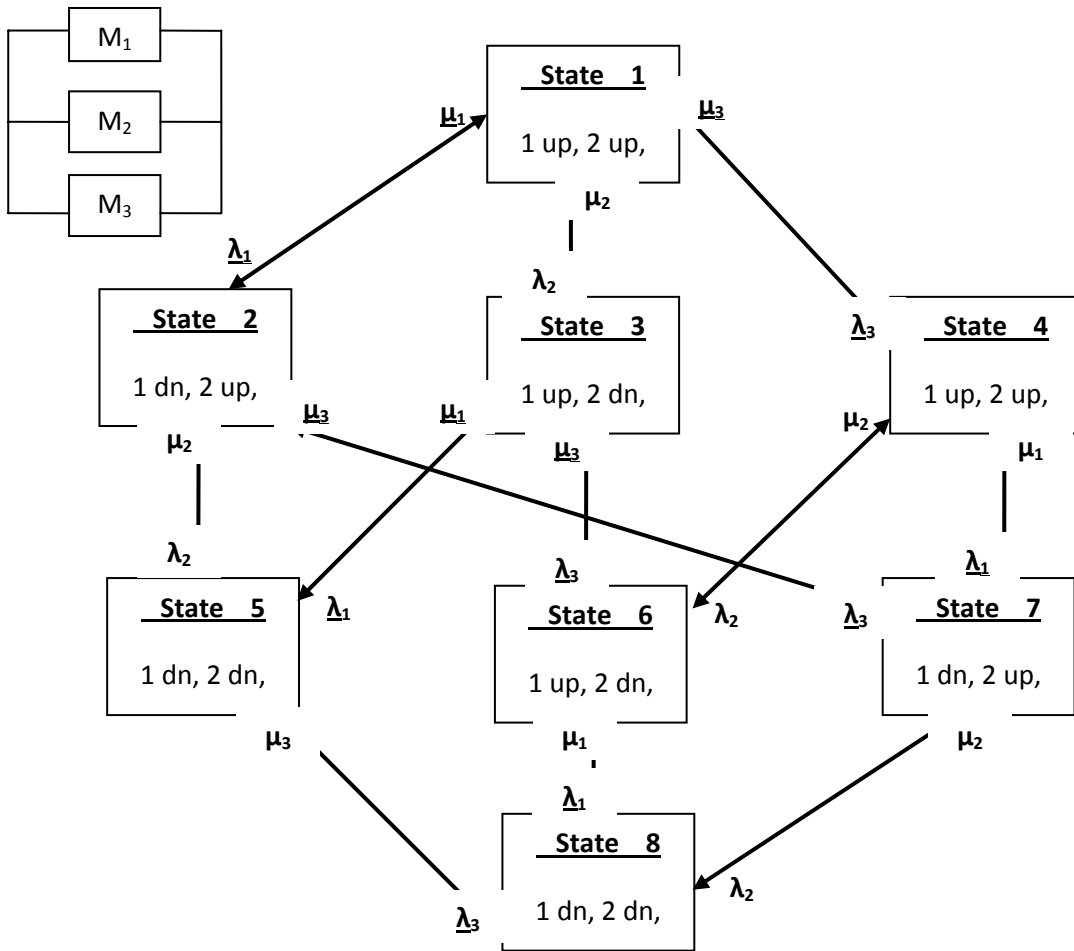 M1
M2
M3
State 1
1 up, 2 up,
µ1
µ3
µ2
λ1
λ2
λ3
State 2
1 dn, 2 up,
State 3
1 up, 2 dn,
State 4
1 up, 2 up,
µ2
µ3
µ1
µ3
µ2
µ1
λ2
λ1
λ3
λ2
λ3
λ1
State 5
1 dn, 2 dn,
State 6
1 up, 2 dn,
State 7
1 dn, 2 up,
µ3
µ1
µ2
λ1
State 8
1 dn, 2 dn,
λ3
λ2